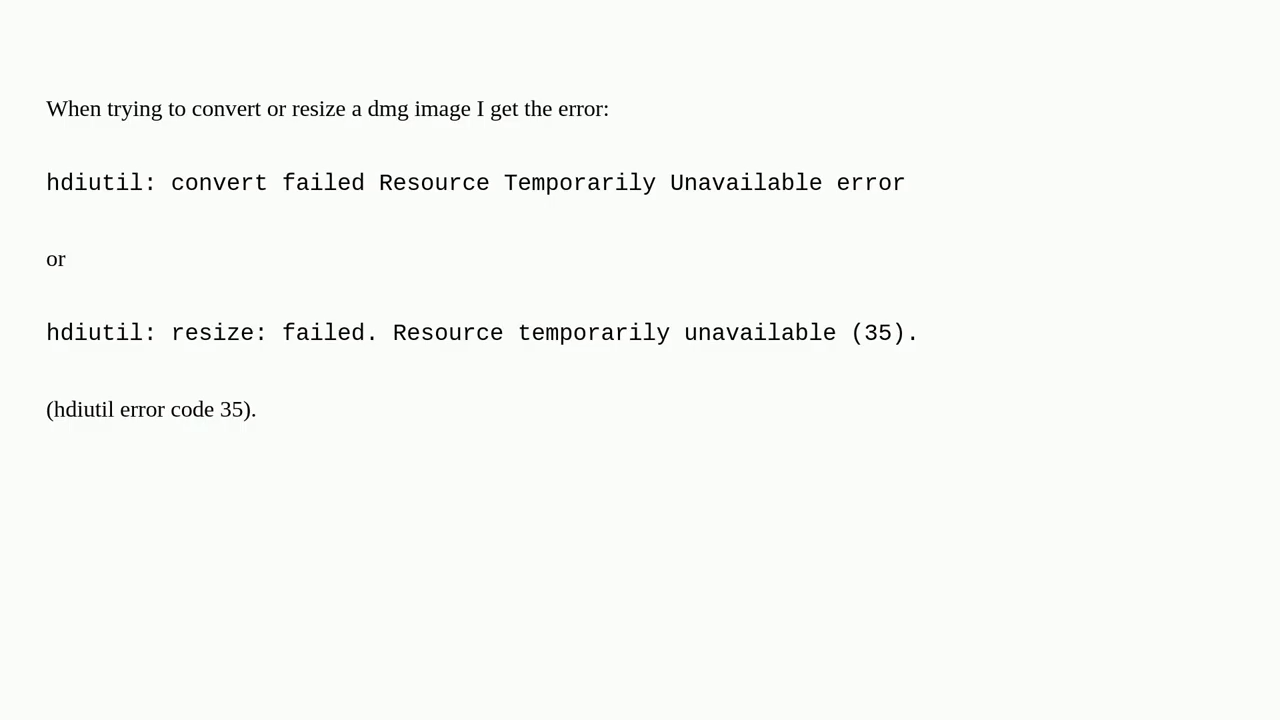 When trying to convert or resize a dmg image I get the error:
hdiutil: convert failed Resource Temporarily Unavailable error
or
hdiutil: resize: failed. Resource temporarily unavailable (35).
(hdiutil error code 35).